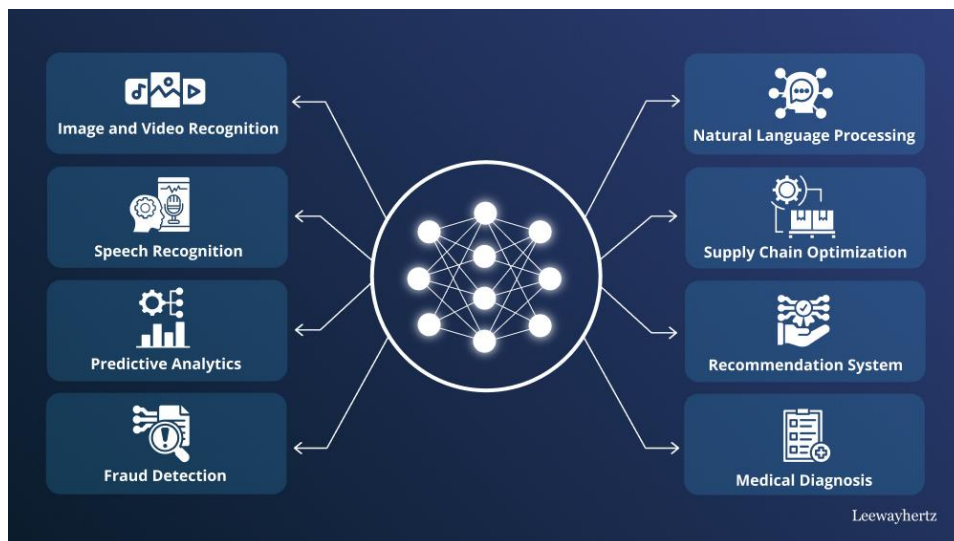 Image and Video Recognition
Speech Recognition
Predictive Analytics
Fraud Detection
Natural Language Processing
Supply Chain Optimization
Recommendation System
Medical Diagnosis
Leewayhertz